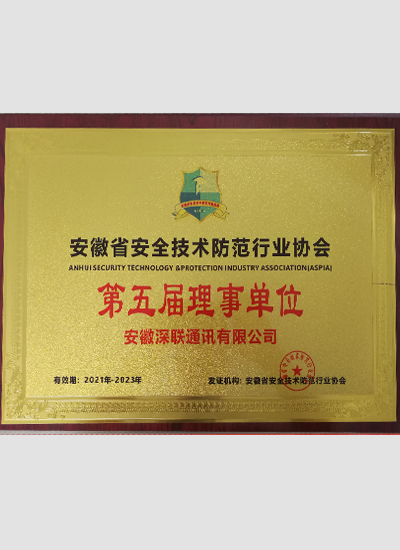 安徽省安全技术防范行业协会
ANHUI SECURITY TECHNOLOGY &PROTECTION INDUSTRY ASSOCIATION(ASPIA)
第五届理事单位
安徽深联通讯有限公司
有效期：2021年-2023年 发证机构：安徽省安全技术防范行业协会